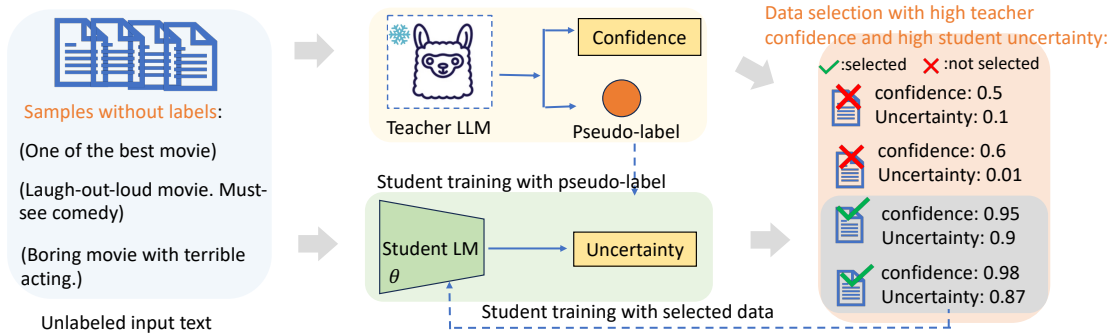 Samples without labels:
(One of the best movie)
(Laugh-out-loud movie. Must-
see comedy)
(Boring movie with terrible
acting.)
Unlabeled input text
Teacher LLM
Confidence
Pseudo-label
Student training with pseudo-label
Student LM
θ
Uncertainty
Student training with selected data
Data selection with high teacher
confidence and high student uncertainty:
:selected
:not selected
confidence: 0.5
Uncertainty: 0.1
confidence: 0.6
Uncertainty: 0.01
confidence: 0.95
Uncertainty: 0.9
confidence: 0.98
Uncertainty: 0.87